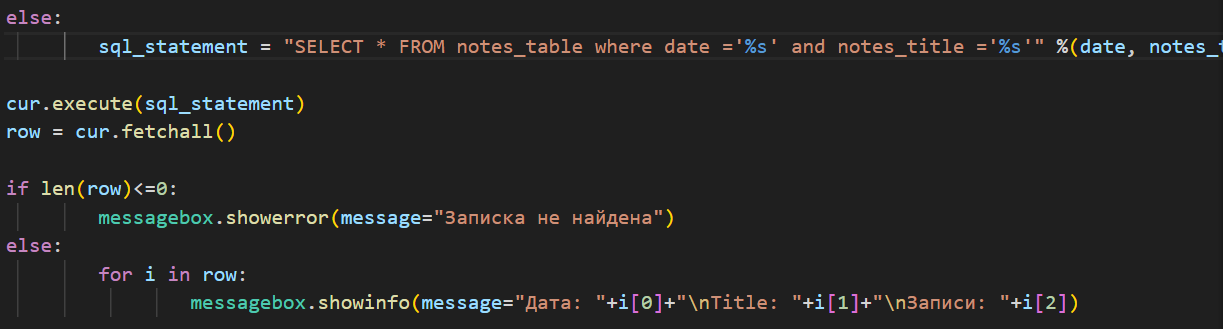 else:
sql_statement = "SELECT * FROM notes_table where date ='%s' and notes_title ='%s'" %(date, notes_t
cur.execute(sql_statement)
row = cur.fetchall()
if len(row)<=0:
messagebox.showerror(message="Записка не найдена")
else:
for i in row:
messagebox.showinfo(message="Дата: "+i[0]+"\nTitle: "+i[1]+"\nЗаписи: "+i[2])